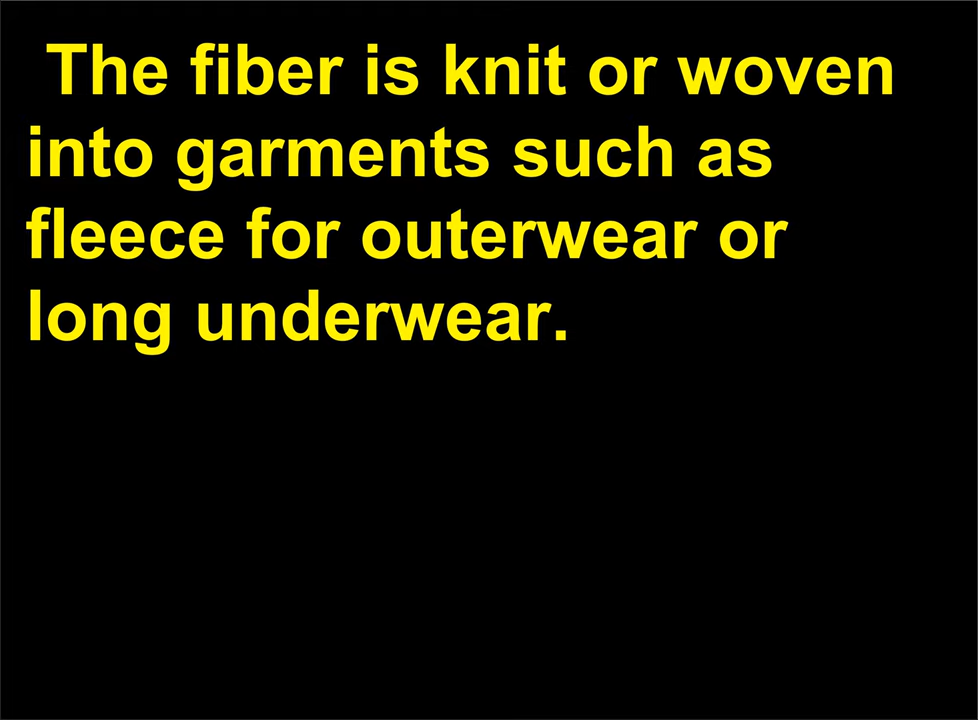 The fiber is knit or woven
into garments such as
fleece for outerwear or
long underwear.